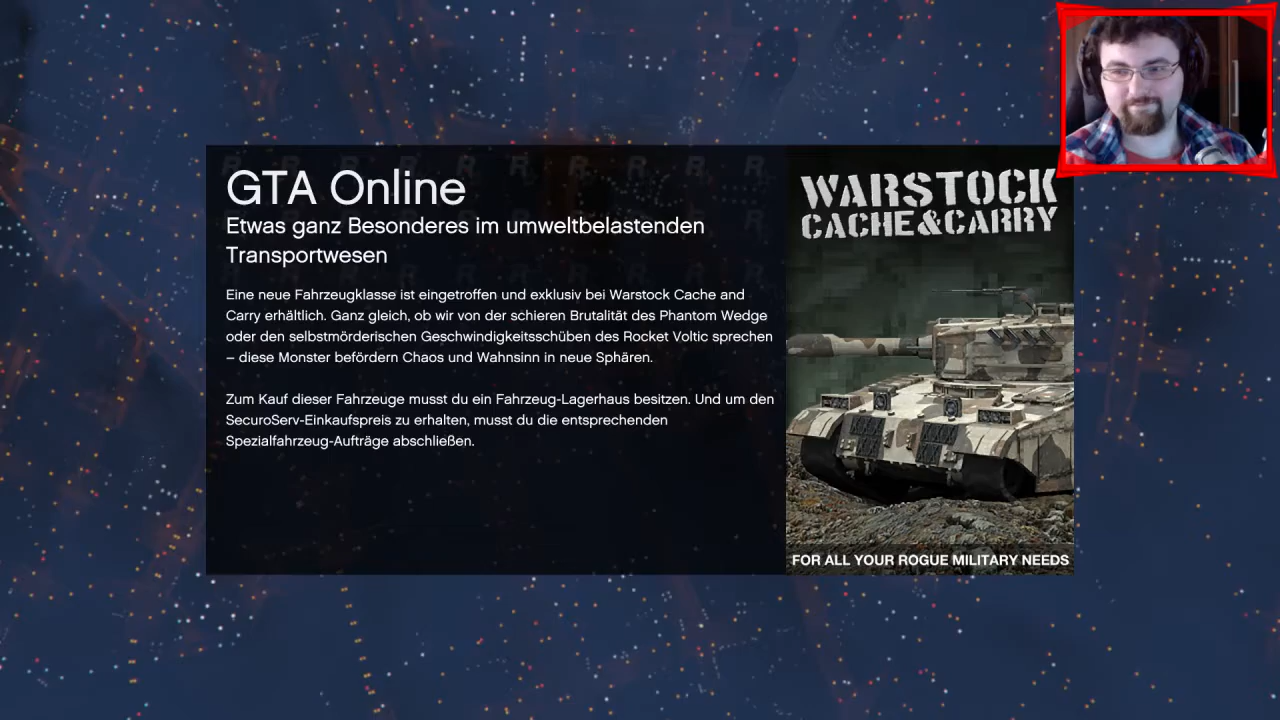 GTA Online
Etwas ganz Besonderes im umweltbelastenden
Transportwesen
Eine neue Fahrzeugklasse ist eingetroffen und exklusiv bei Warstock Cache and
Carry erhältlich. Ganz gleich, ob wir von der schieren Brutalität des Phantom Wedge
oder den selbstmörderischen Geschwindigkeitsschüben des Rocket Voltic sprechen
– diese Monster befördern Chaos und Wahnsinn in neue Sphären.
Zum Kauf dieser Fahrzeuge musst du ein Fahrzeug-Lagerhaus besitzen. Und um den
SecuroServ-Einkaufspreis zu erhalten, musst du die entsprechenden
Spezialfahrzeug-Aufträge abschließen.
WARSTOCK
CACHE&CARRY
FOR ALL YOUR ROGUE MILITARY NEEDS